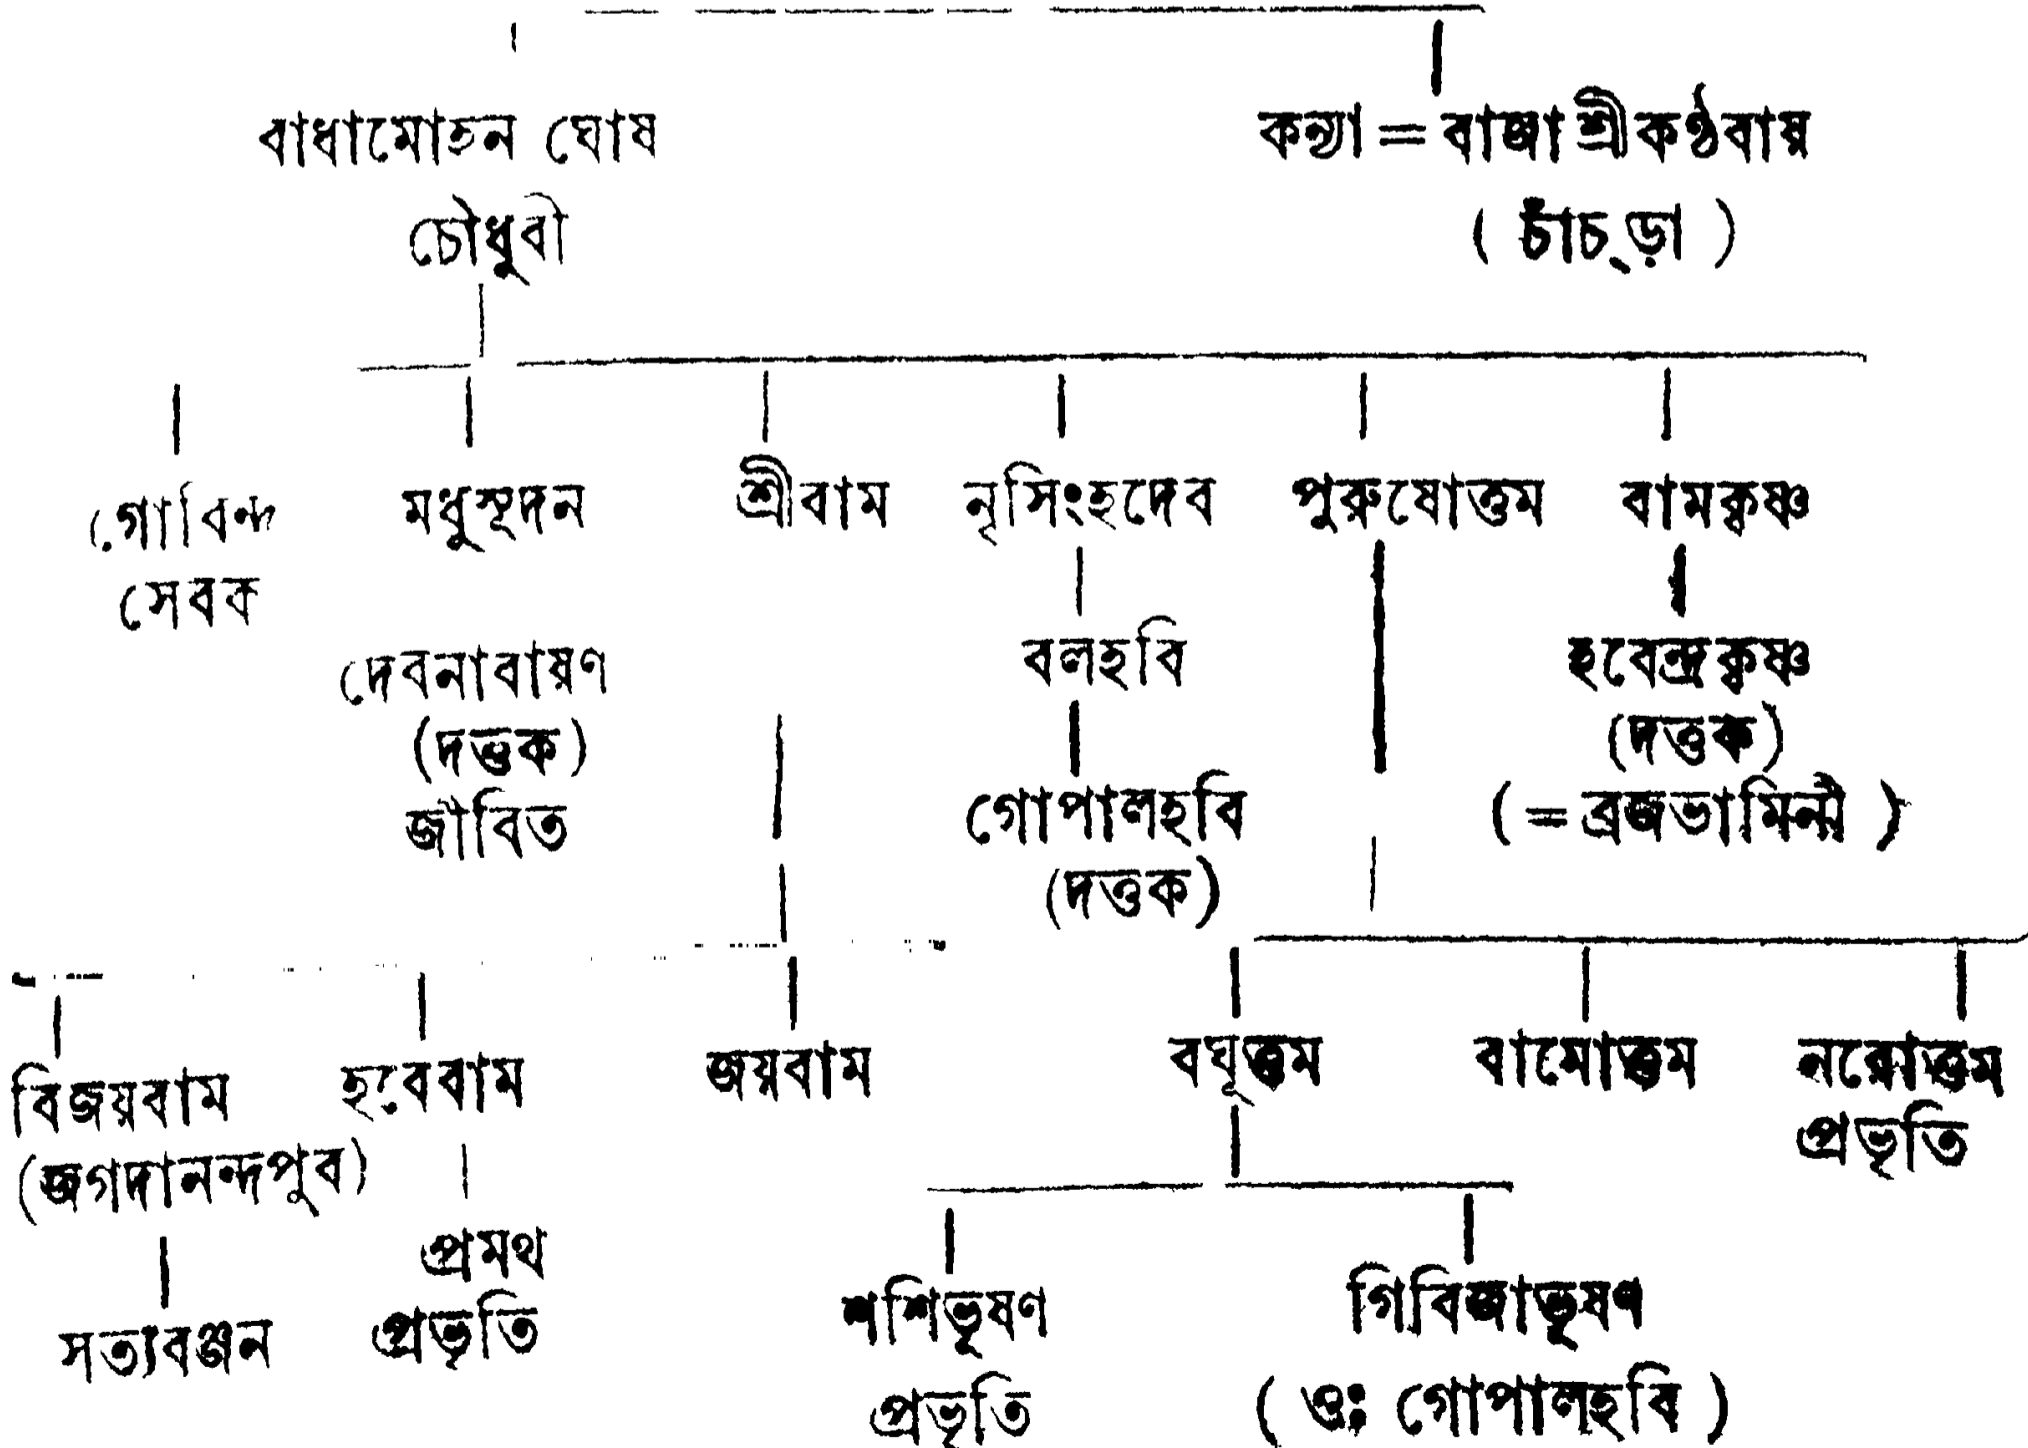 রাধামোহন ঘোষ কন্যা = রাজা শ্রীকণ্ঠরায়
চৌধুরী ( চাঁচ্ড়া )
গোবিন্দ মধুসূদন শ্রীরাম নৃসিংহদেব পুরুষোত্তম রামকৃষ্ণ
সেবক
দেবনারায়ণ বলহরি হরেন্দ্রকৃষ্ণ
(দত্তক) (দত্তক)
জীবিত গোপালহরি ( = ব্রজভামিনী )
(দত্তক)
বিজয়রাম হরেরাম জয়রাম রঘূত্তম রামোত্তম নরোত্তম
(জগদানন্দপুর) প্রভৃতি
প্রমথ
সত্যরঞ্জন প্রভৃতি শশিভূষণ গিরিজাভূষণ
প্রভৃতি ( ওঃ গোপালহরি )